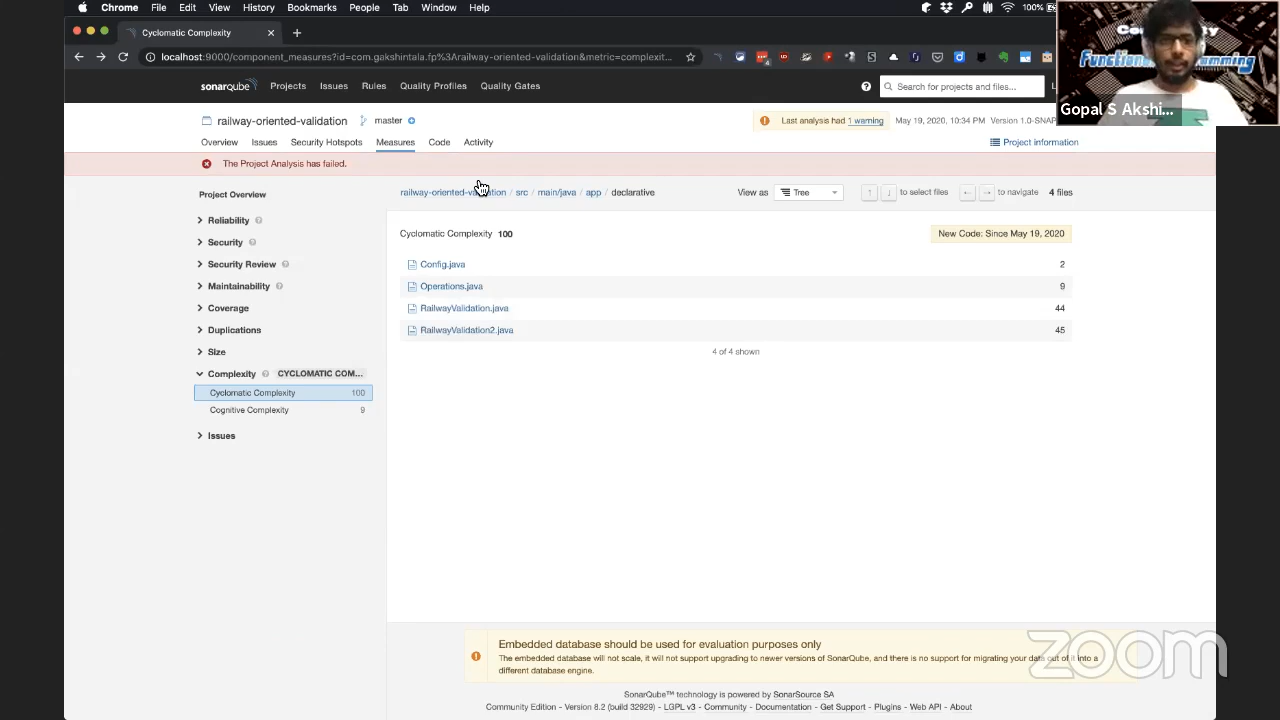 Chrome File Edit View History Bookmarks People Tab Window Help 100%
Cyclomatic Complexity
localhost:9000/component_measures?id=com.gakshintala.fp%3Arailway-oriented-validation&metric=complexit...
sonarqube Projects Issues Rules Quality Profiles Quality Gates Search for projects and files...
Functional Programming
Gopal S Akshi...
railway-oriented-validation master
Last analysis had 1 warning May 19, 2020, 10:34 PM Version 1.0-SNAP
Overview Issues Security Hotspots Measures Code Activity Project information
The Project Analysis has failed.
Project Overview
railway-oriented-validation / src / main/java / app / declarative View as Tree to select files to navigate 4 files
Reliability
Security
Security Review
Maintainability
Coverage
Duplications
Size
Complexity CYCLOMATIC COM...
Cyclomatic Complexity 100
Cognitive Complexity 9
Issues
Cyclomatic Complexity 100 New Code: Since May 19, 2020
Config.java 2
Operations.java 9
RailwayValidation.java 44
RailwayValidation2.java 45
4 of 4 shown
Embedded database should be used for evaluation purposes only
The embedded database will not scale, it will not support upgrading to newer versions of SonarQube, and there is no support for migrating your data out of it into a
different database engine.
zoom
SonarQube™ technology is powered by SonarSource SA
Community Edition - Version 8.2 (build 32929) - LGPL v3 - Community - Documentation - Get Support - Plugins - Web API - About